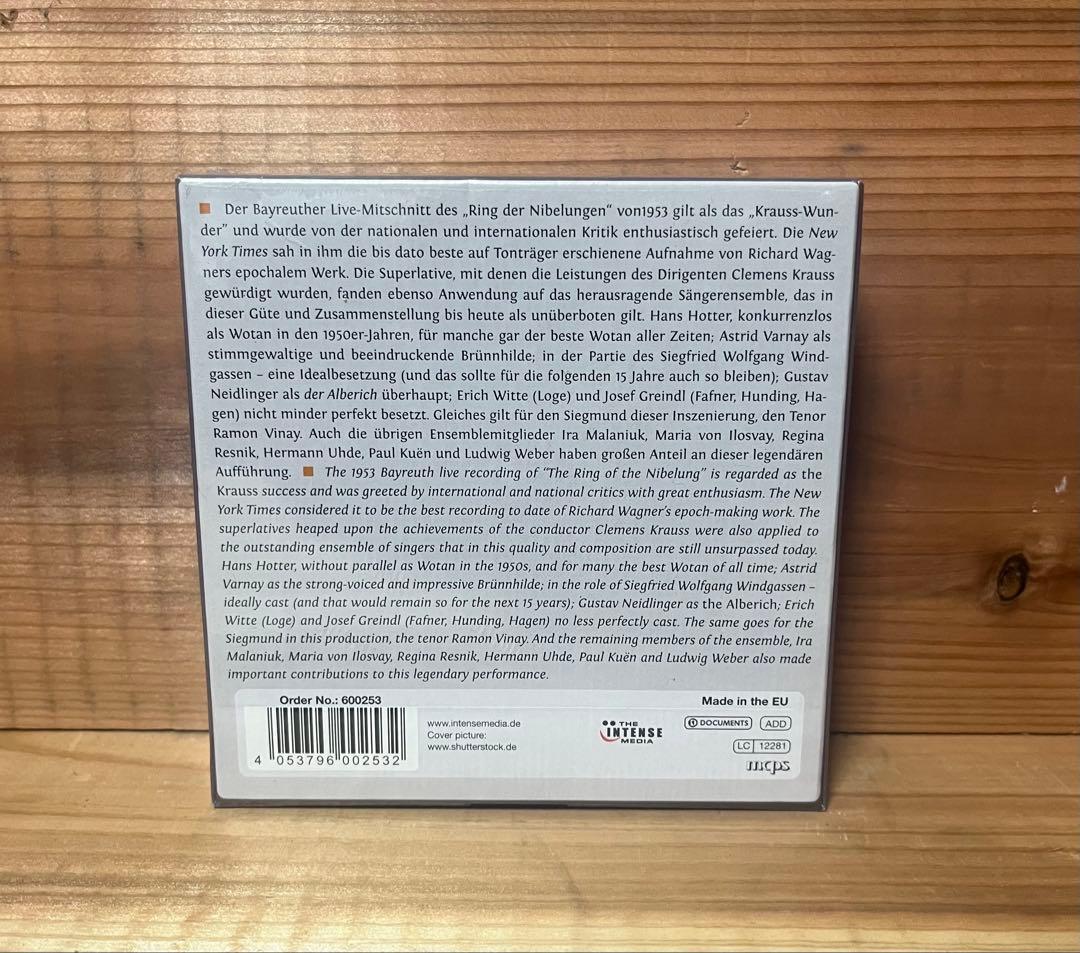 Der Bayreuther Live-Mitschnitt des „Ring der Nibelungen“ von1953 gilt als das „Krauss-Wun-
der“ und wurde von der nationalen und internationalen Kritik enthusiastisch gefeiert. Die New
York Times sah in ihm die bis dato beste auf Tonträger erschienene Aufnahme von Richard Wag-
ners epochalem Werk. Die Superlative, mit denen die Leistungen des Dirigenten Clemens Krauss
gewürdigt wurden, fanden ebenso Anwendung auf das herausragende Sängerensemble, das in
dieser Güte und Zusammenstellung bis heute als unüberboten gilt. Hans Hotter, konkurrenzlos
als Wotan in den 1950er-Jahren, für manche gar der beste Wotan aller Zeiten; Astrid Varnay als
stimmgewaltige und beeindruckende Brünnhilde; in der Partie des Siegfried Wolfgang Wind-
gassen – eine Idealbesetzung (und das sollte für die folgenden 15 Jahre auch so bleiben); Gustav
Neidlinger als der Alberich überhaupt; Erich Witte (Loge) und Josef Greindl (Fafner, Hunding, Ha-
gen) nicht minder perfekt besetzt. Gleiches gilt für den Siegmund dieser Inszenierung, den Tenor
Ramon Vinay. Auch die übrigen Ensemblemitglieder Ira Malaniuk, Maria von Ilosvay, Regina
Resnik, Hermann Uhde, Paul Kuën und Ludwig Weber haben großen Anteil an dieser legendären
Aufführung. The 1953 Bayreuth live recording of "The Ring of the Nibelung" is regarded as the
Krauss success and was greeted by international and national critics with great enthusiasm. The New
York Times considered it to be the best recording to date of Richard Wagner's epoch-making work. The
superlatives heaped upon the achievements of the conductor Clemens Krauss were also applied to
the outstanding ensemble of singers that in this quality and composition are still unsurpassed today.
Hans Hotter, without parallel as Wotan in the 1950s, and for many the best Wotan of all time; Astrid
Varnay as the strong-voiced and impressive Brünnhilde; in the role of Siegfried Wolfgang Windgassen –
ideally cast (and that would remain so for the next 15 years); Gustav Neidlinger as the Alberich; Erich
Witte (Loge) and Josef Greindl (Fafner, Hunding, Hagen) no less perfectly cast. The same goes for the
Siegmund in this production, the tenor Ramon Vinay. And the remaining members of the ensemble, Ira
Malaniuk, Maria von Ilosvay, Regina Resnik, Hermann Uhde, Paul Kuën and Ludwig Weber also made
important contributions to this legendary performance.
Order No.: 600253
4 053796 002532
www.intensemedia.de
Cover picture:
www.shutterstock.de
THE
INTENSE
MEDIA
Made in the EU
DOCUMENTS ADD
LC 12281
mcps